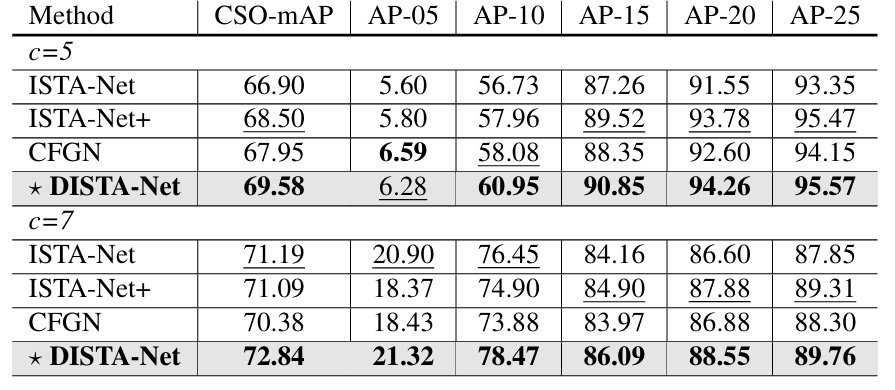 Method CSO-mAP AP-05 AP-10 AP-15 AP-20 AP-25
c=5
ISTA-Net 66.90 5.60 56.73 87.26 91.55 93.35
ISTA-Net+ 68.50 5.80 57.96 89.52 93.78 95.47
CFGN 67.95 6.59 58.08 88.35 92.60 94.15
⋆ DISTA-Net 69.58 6.28 60.95 90.85 94.26 95.57
c=7
ISTA-Net 71.19 20.90 76.45 84.16 86.60 87.85
ISTA-Net+ 71.09 18.37 74.90 84.90 87.88 89.31
CFGN 70.38 18.43 73.88 83.97 86.88 88.30
⋆ DISTA-Net 72.84 21.32 78.47 86.09 88.55 89.76